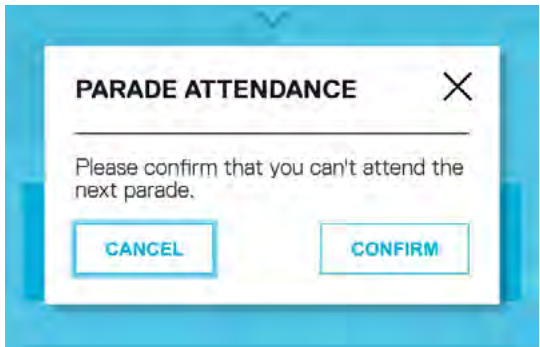 PARADE ATTENDANCE
Please confirm that you can't attend the
next parade.
CANCEL
CONFIRM